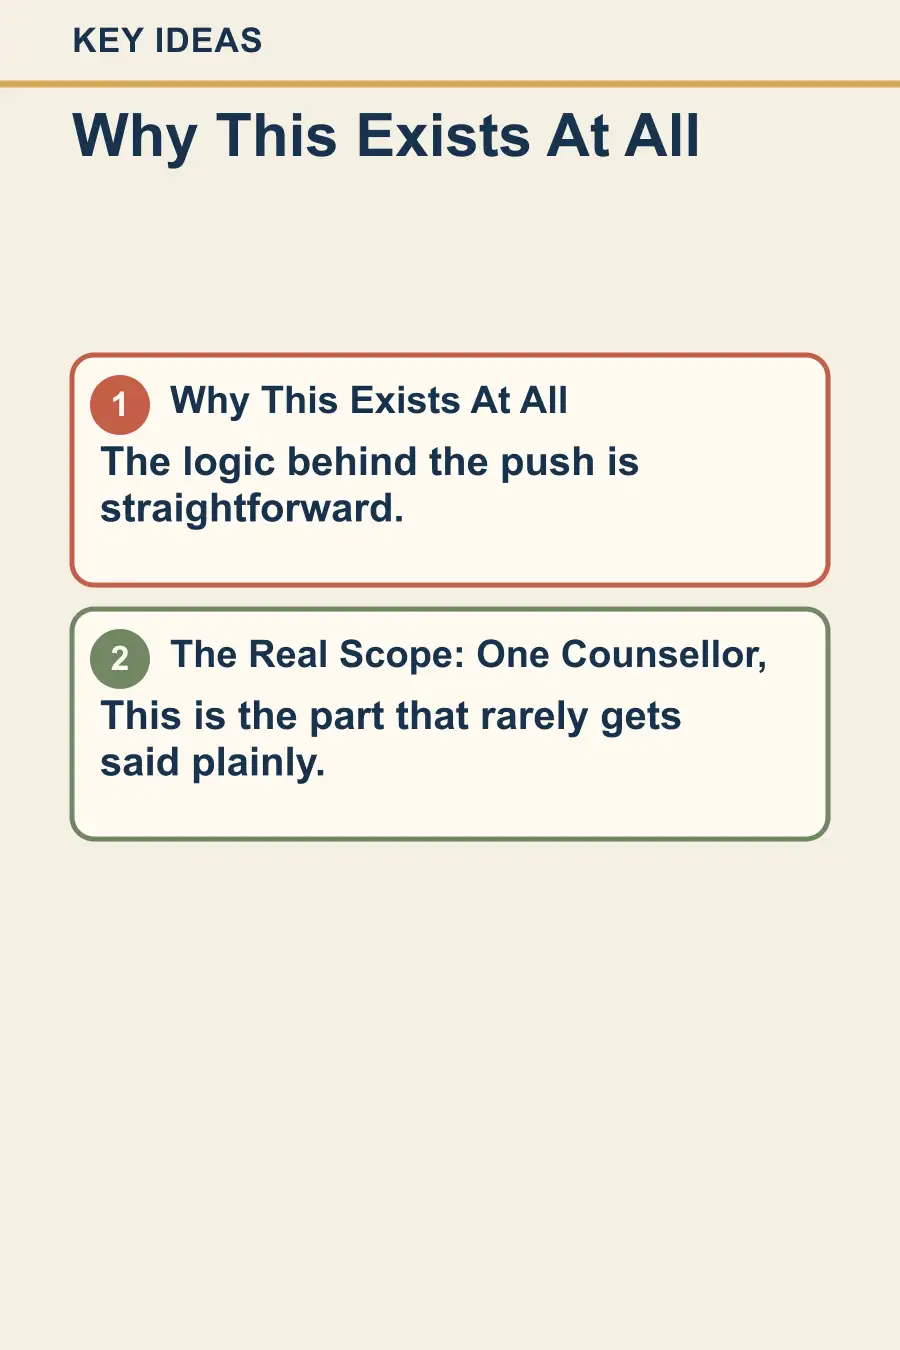 KEY IDEAS
Why This Exists At All
1 Why This Exists At All
The logic behind the push is
straightforward.
2 The Real Scope: One Counsellor,
This is the part that rarely gets
said plainly.